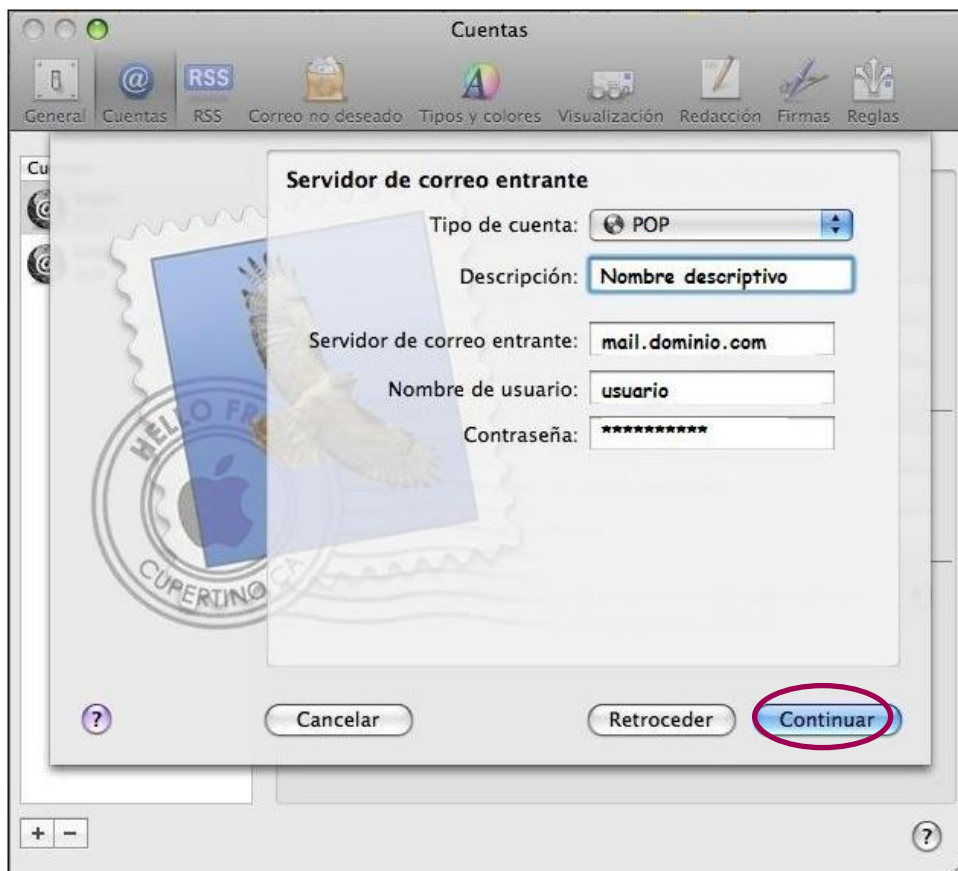 Cuentas
General Cuentas RSS Correo no deseado Tipos y colores Visualización Redacción Firmas Reglas
RSS
Cu
Servidor de correo entrante
Tipo de cuenta: POP
Descripción: Nombre descriptivo
Servidor de correo entrante: mail.dominio.com
Nombre de usuario: usuario
Contraseña: **********
HELLO FR
CUPERTINO CA
? Cancelar Retroceder Continuar
+ - ?